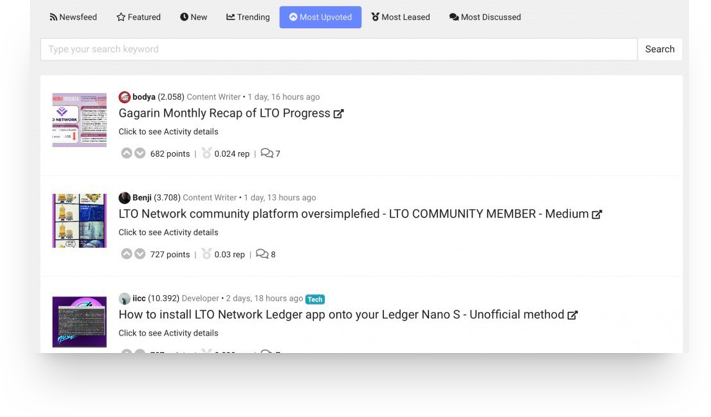 Newsfeed Featured New Trending Most Upvoted Most Leased Most Discussed
Type your search keyword Search
bodya (2.058) Content Writer • 1 day, 16 hours ago
Gagarin Monthly Recap of LTO Progress
Click to see Activity details
682 points | 0.024 rep | 7
Benji (3.708) Content Writer • 1 day, 13 hours ago
LTO Network community platform oversimplefied - LTO COMMUNITY MEMBER - Medium
Click to see Activity details
727 points | 0.03 rep | 8
iicc (10.392) Developer • 2 days, 18 hours ago Tech
How to install LTO Network Ledger app onto your Ledger Nano S - Unofficial method
Click to see Activity details